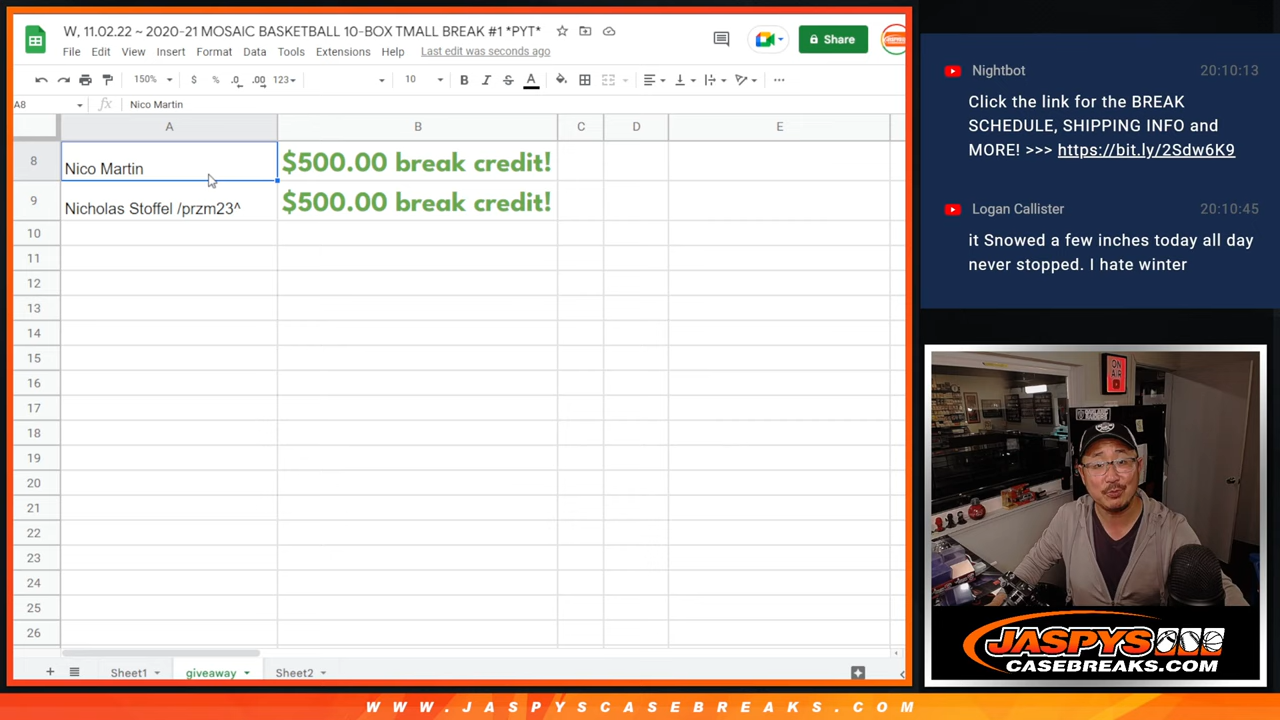 W, 11.02.22 ~ 2020-21 MOSAIC BASKETBALL 10-BOX TMALL BREAK #1 *PYT*
File Edit View Insert Format Data Tools Extensions Help Last edit was seconds ago
Share
150% $ % .0 .00 123 10 B I S A
A8 fx Nico Martin
A B C D E
8 Nico Martin $500.00 break credit!
9 Nicholas Stoffel /przm23^ $500.00 break credit!
10
11
12
13
14
15
16
17
18
19
20
21
22
23
24
25
26
+ Sheet1 giveaway Sheet2
Nightbot 20:10:13
Click the link for the BREAK
SCHEDULE, SHIPPING INFO and
MORE! >>> https://bit.ly/2Sdw6K9
Logan Callister 20:10:45
it Snowed a few inches today all day
never stopped. I hate winter
ON
AIR
JASPYS
CASEBREAKS.COM
WWW.JASPYSCASEBREAKS.COM